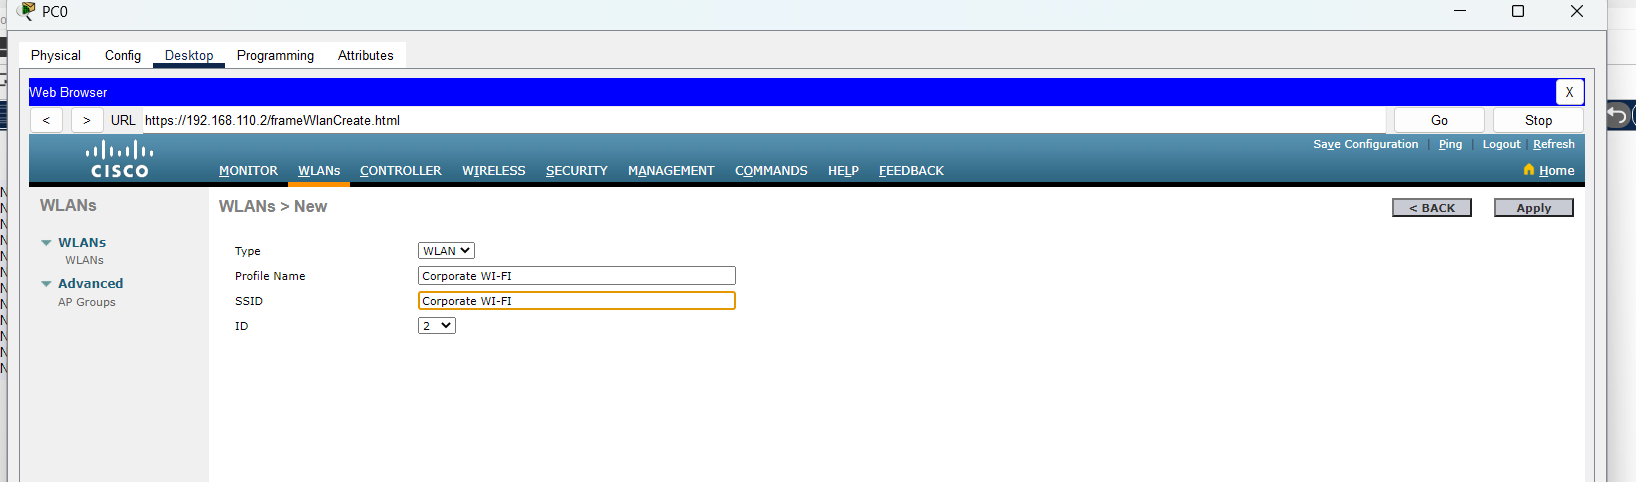 PC0
Physical Config Desktop Programming Attributes
Web Browser X
< > URL https://192.168.110.2/frameWlanCreate.html Go Stop
Save Configuration | Ping | Logout | Refresh
CISCO MONITOR WLANs CONTROLLER WIRELESS SECURITY MANAGEMENT COMMANDS HELP FEEDBACK Home
WLANs
WLANs > New
< BACK Apply
WLANs
WLANs
Advanced
AP Groups
Type WLAN
Profile Name Corporate WI-FI
SSID Corporate WI-FI
ID 2